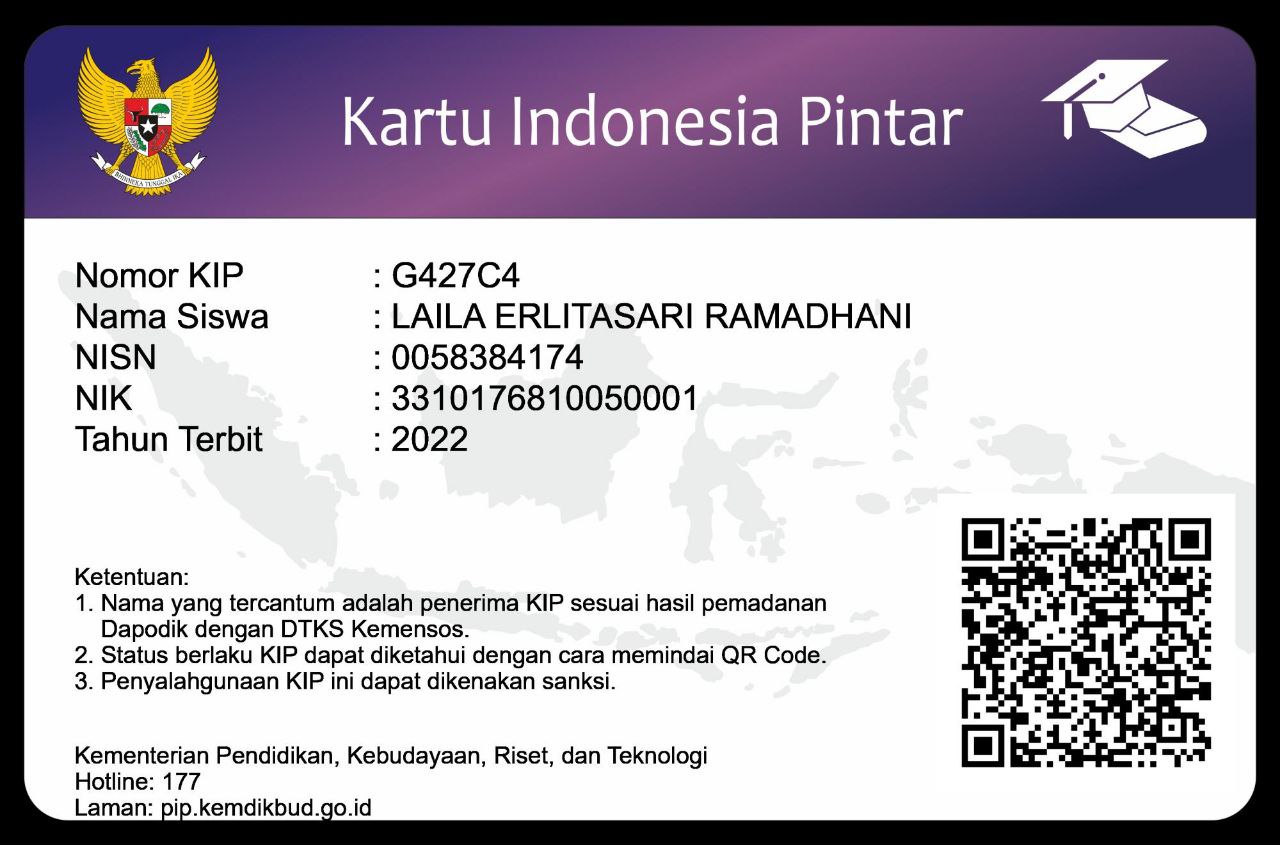 BHINNEKA TUNGGAL IKA
Kartu Indonesia Pintar
Nomor KIP : G427C4
Nama Siswa : LAILA ERLITASARI RAMADHANI
NISN : 0058384174
NIK : 3310176810050001
Tahun Terbit : 2022
Ketentuan:
1. Nama yang tercantum adalah penerima KIP sesuai hasil pemadanan
Dapodik dengan DTKS Kemensos.
2. Status berlaku KIP dapat diketahui dengan cara memindai QR Code.
3. Penyalahgunaan KIP ini dapat dikenakan sanksi.
Kementerian Pendidikan, Kebudayaan, Riset, dan Teknologi
Hotline: 177
Laman: pip.kemdikbud.go.id